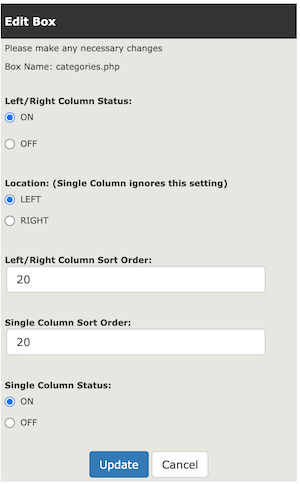 Edit Box
Please make any necessary changes
Box Name: categories.php
Left/Right Column Status:
ON
OFF
Location: (Single Column ignores this setting)
LEFT
RIGHT
Left/Right Column Sort Order:
20
Single Column Sort Order:
20
Single Column Status:
ON
OFF
Update Cancel